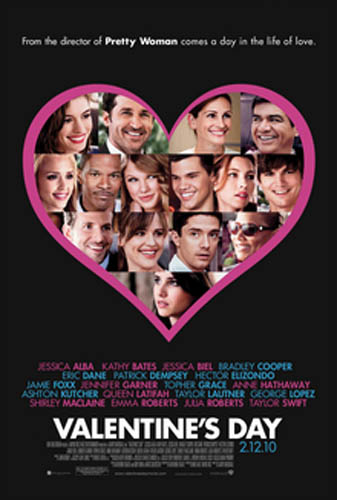 From the director of Pretty Woman comes a day in the life of love.
JESSICA ALBA KATHY BATES JESSICA BIEL BRADLEY COOPER
ERIC DANE PATRICK DEMPSEY HECTOR ELIZONDO
JAMIE FOXX JENNIFER GARNER TOPHER GRACE ANNE HATHAWAY
ASHTON KUTCHER QUEEN LATIFAH TAYLOR LAUTNER GEORGE LOPEZ
SHIRLEY MACLAINE EMMA ROBERTS JULIA ROBERTS TAYLOR SWIFT
VALENTINE'S DAY
2.12.10